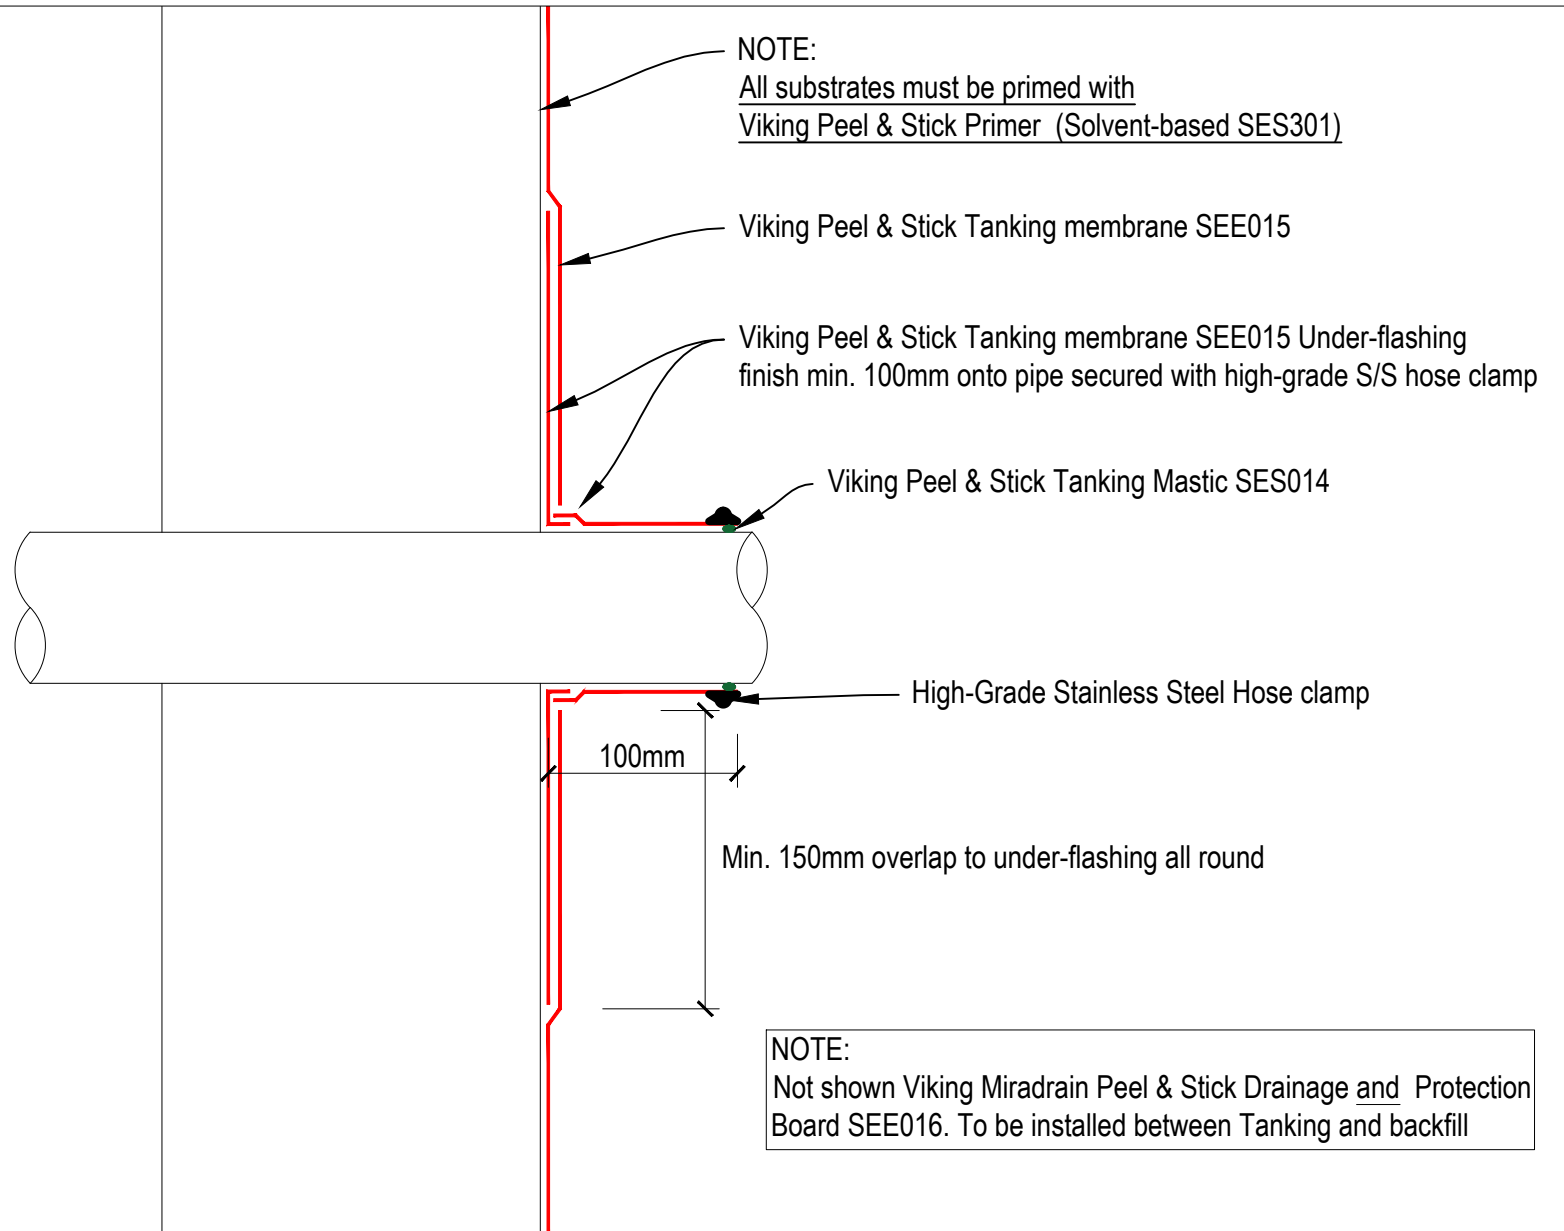 NOTE:
All substrates must be primed with
Viking Peel & Stick Primer (Solvent-based SES301)
Viking Peel & Stick Tanking membrane SEE015
Viking Peel & Stick Tanking membrane SEE015 Under-flashing
finish min. 100mm onto pipe secured with high-grade S/S hose clamp
Viking Peel & Stick Tanking Mastic SES014
High-Grade Stainless Steel Hose clamp
100mm
Min. 150mm overlap to under-flashing all round
NOTE:
Not shown Viking Miradrain Peel & Stick Drainage and Protection
Board SEE016. To be installed between Tanking and backfill